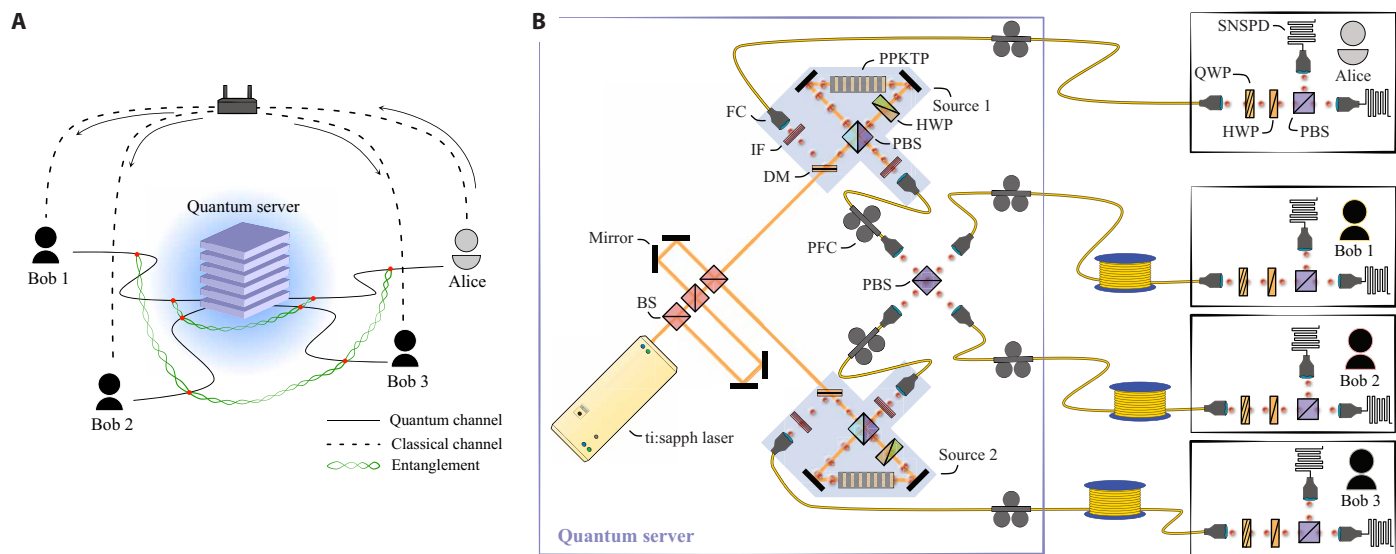 A
Quantum server
Bob 1
Alice
Bob 3
Bob 2
Quantum channel
Classical channel
Entanglement
B
PPKTP
Source 1
FC
HWP
IF
PBS
DM
PFC
Mirror
PBS
BS
ti:sapph laser
Source 2
Quantum server
SNSPD
QWP
Alice
HWP
PBS
Bob 1
Bob 2
Bob 3